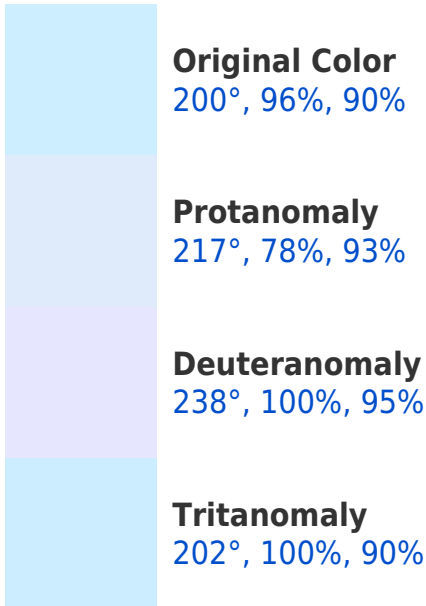 Original Color
200°, 96%, 90%
Protanomaly
217°, 78%, 93%
Deuteranomaly
238°, 100%, 95%
Tritanomaly
202°, 100%, 90%